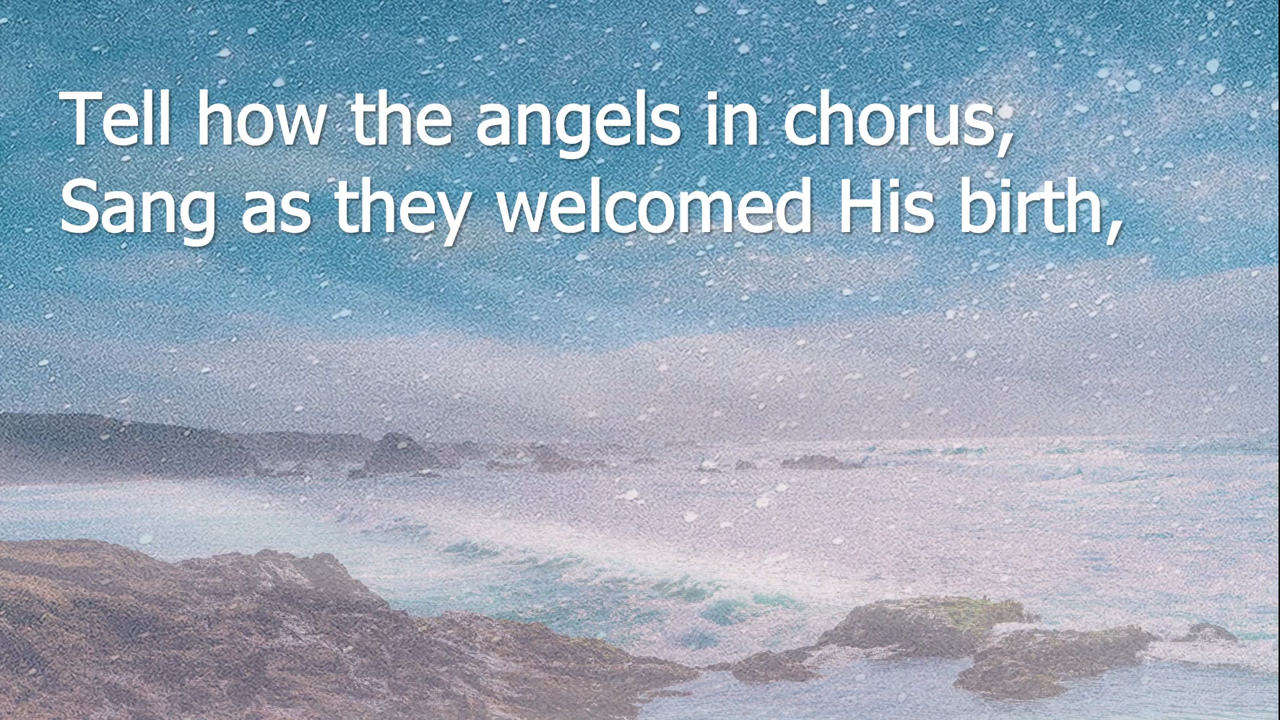 Tell how the angels in chorus,
Sang as they welcomed His birth,